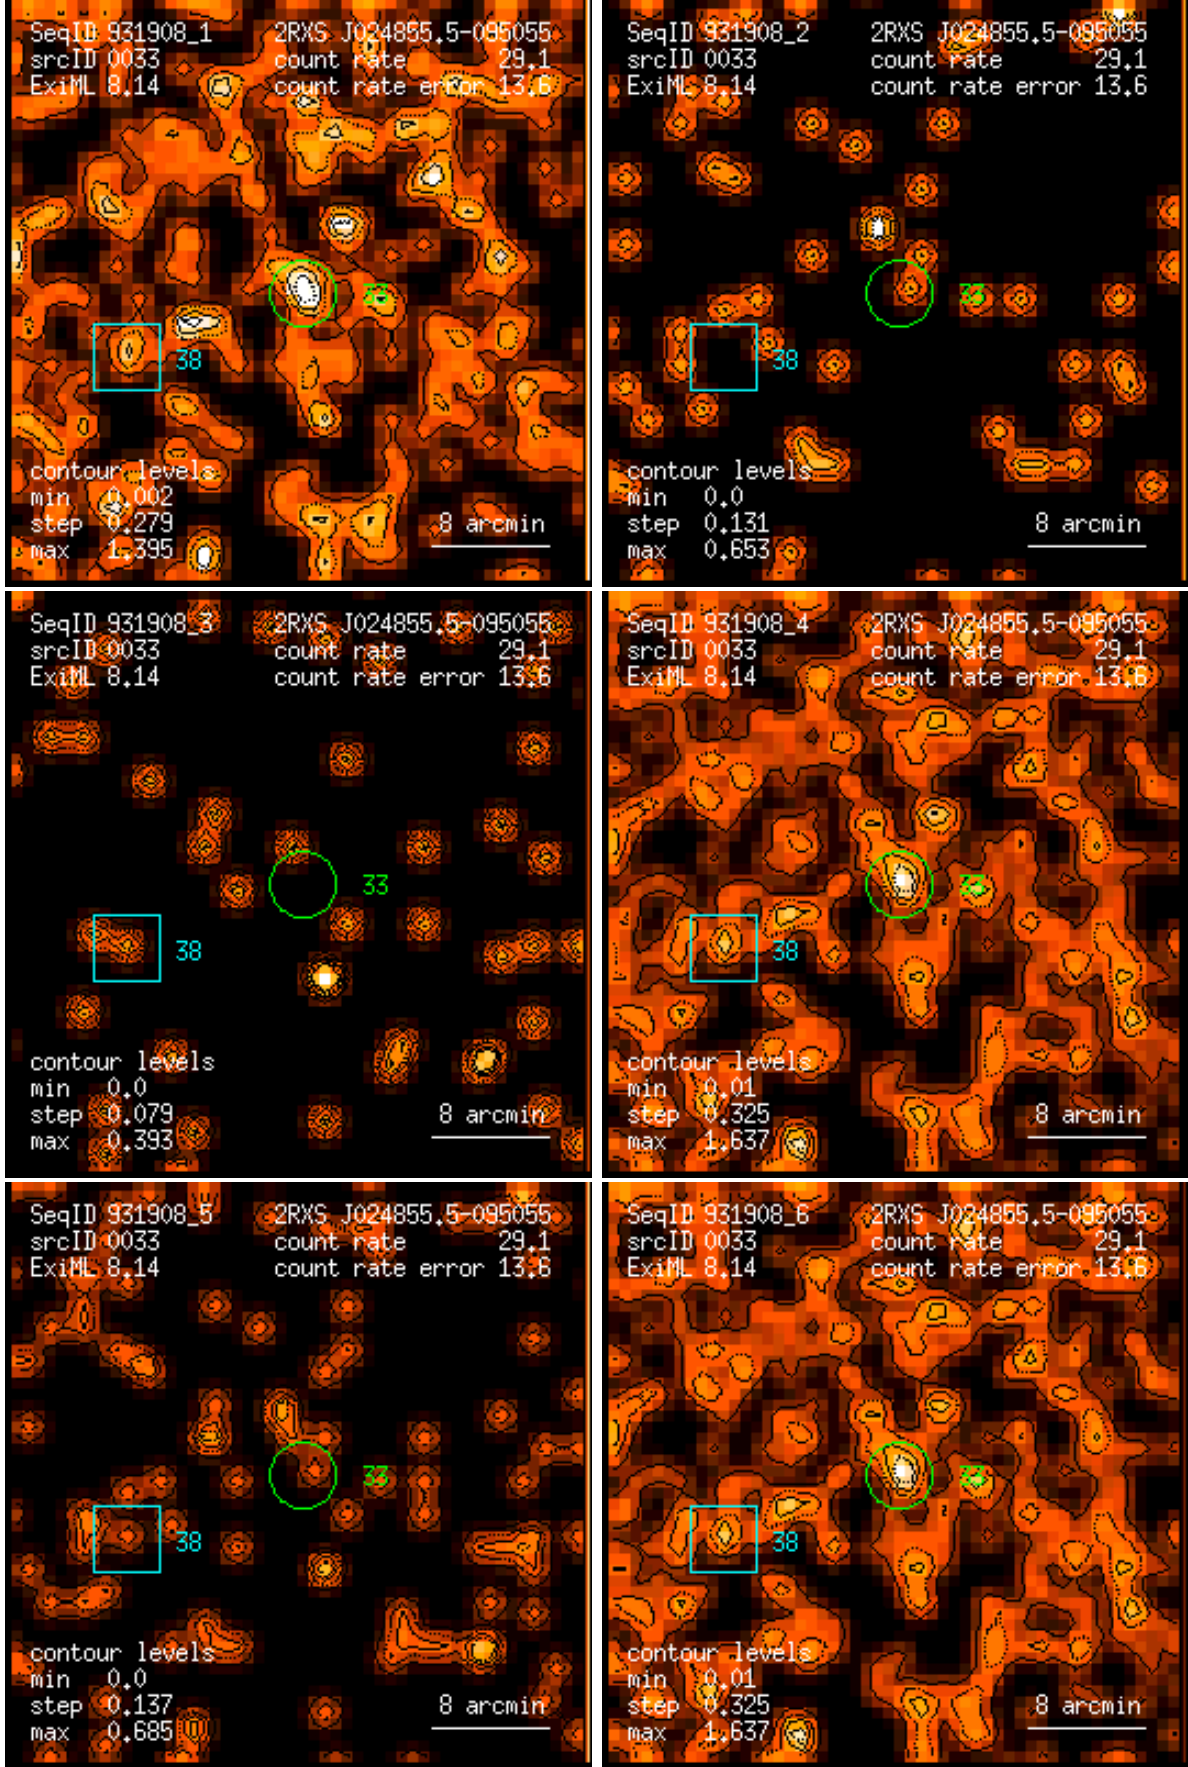 SeqID 931908_1 2RXS J024855.5-095055
srcID 0033 count rate 29.1
ExiML 8.14 count rate error 13.6
33
38
contour levels
min 0.002
step 0.279
max 1.395
8 arcmin
SeqID 931908_2 2RXS J024855.5-095055
srcID 0033 count rate 29.1
ExiML 8.14 count rate error 13.6
33
38
contour levels
min 0.0
step 0.131
max 0.653
8 arcmin
SeqID 931908_3 2RXS J024855.5-095055
srcID 0033 count rate 29.1
ExiML 8.14 count rate error 13.6
33
38
contour levels
min 0.0
step 0.079
max 0.393
8 arcmin
SeqID 931908_4 2RXS J024855.5-095055
srcID 0033 count rate 29.1
ExiML 8.14 count rate error 13.6
33
38
contour levels
min 0.01
step 0.325
max 1.637
8 arcmin
SeqID 931908_5 2RXS J024855.5-095055
srcID 0033 count rate 29.1
ExiML 8.14 count rate error 13.6
33
38
contour levels
min 0.0
step 0.137
max 0.685
8 arcmin
SeqID 931908_6 2RXS J024855.5-095055
srcID 0033 count rate 29.1
ExiML 8.14 count rate error 13.6
33
38
contour levels
min 0.01
step 0.325
max 1.637
8 arcmin